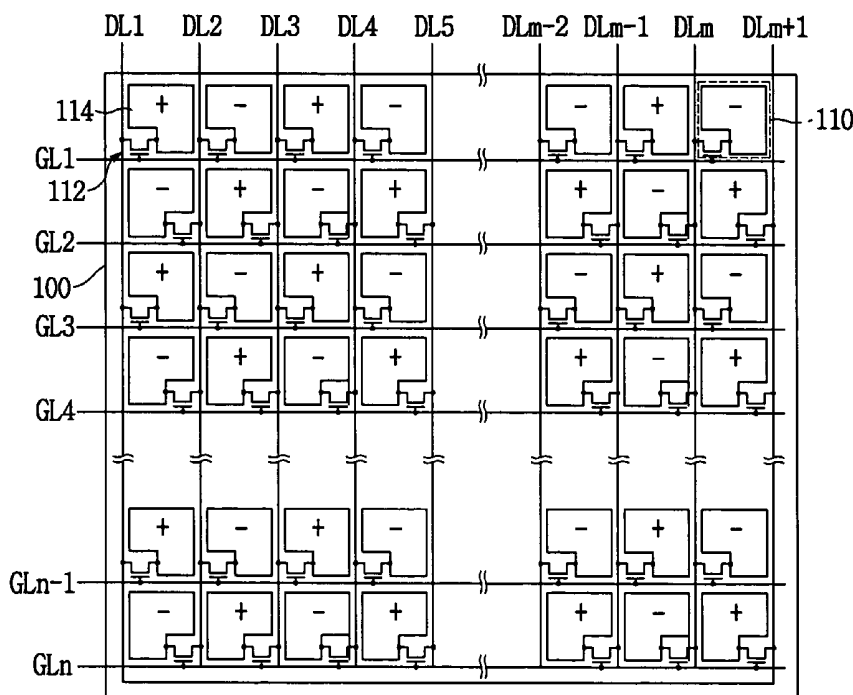 DL1 DL2 DL3 DL4 DL5 DLm-2 DLm-1 DLm DLm+1
114 + - + - - + - 110
GL1
112
- + - + + - +
GL2
100 + - + - - + -
GL3
- + - + + - +
GL4
+ - + - - + -
GLn-1
- + - + + - +
GLn